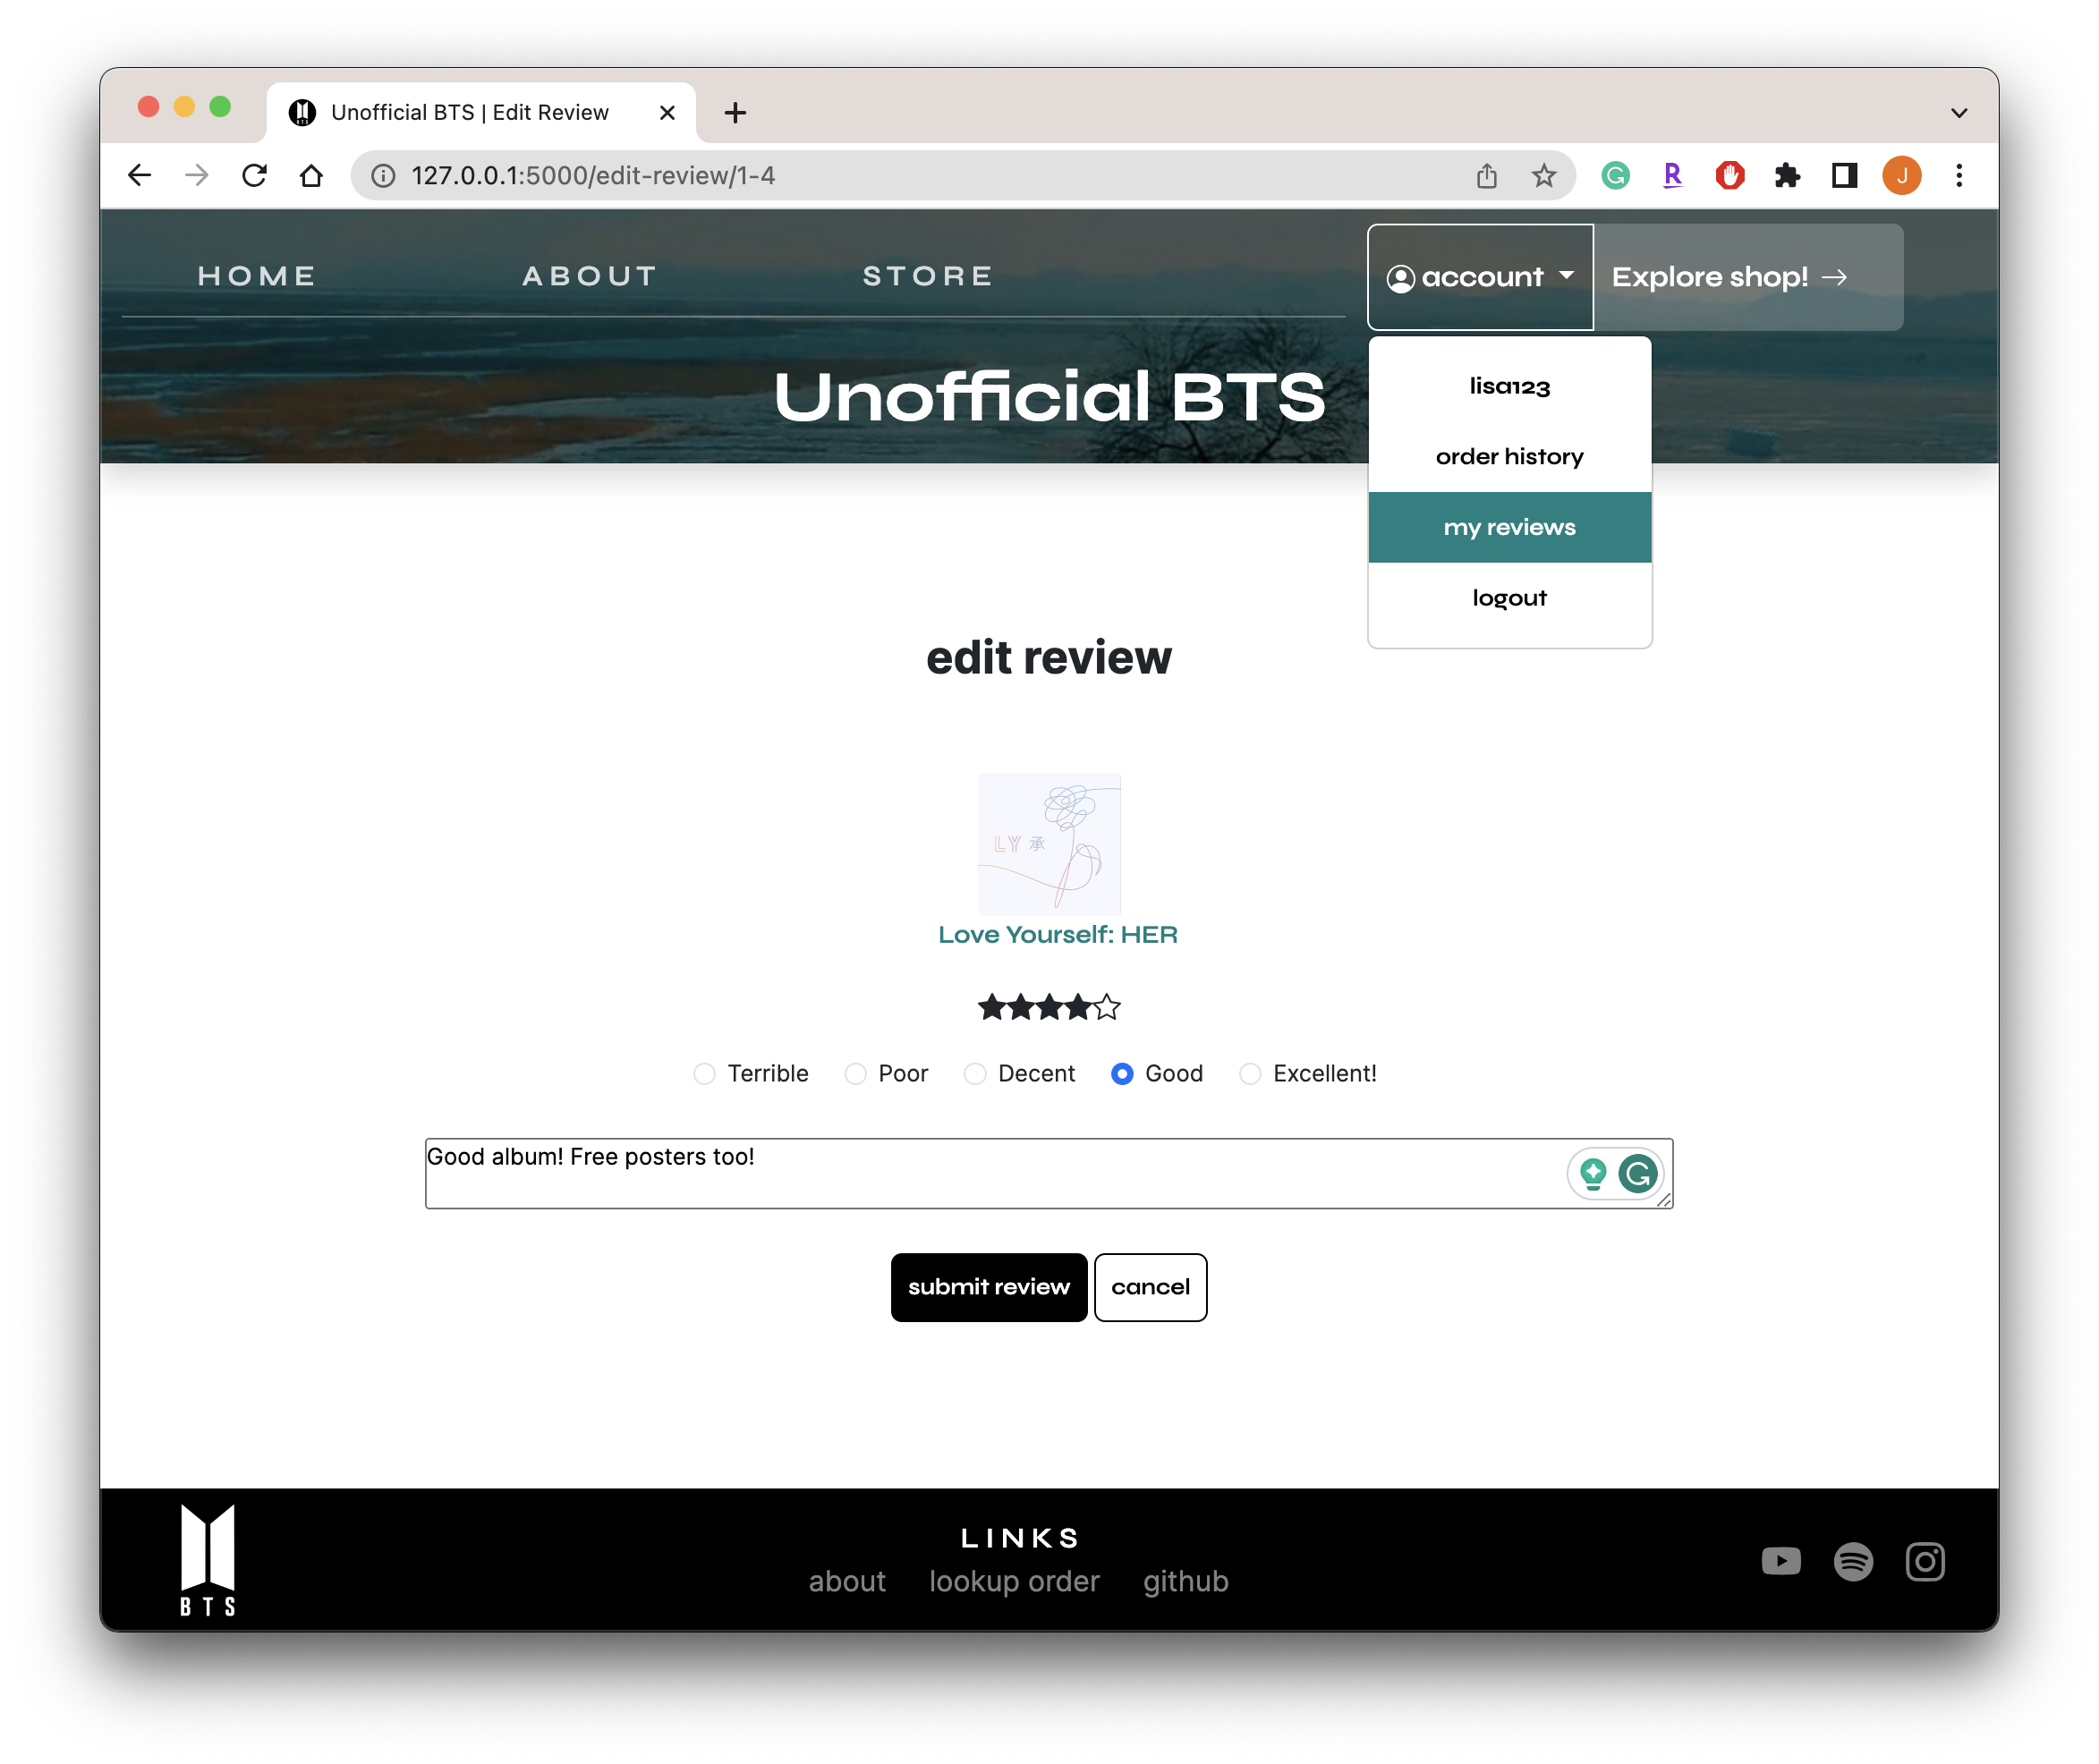 Unofficial BTS | Edit Review
127.0.0.1:5000/edit-review/1-4
R
J
HOME ABOUT STORE
account Explore shop! →
Unofficial BTS
lisa123
order history
my reviews
logout
edit review
LY 承
Love Yourself: HER
Terrible Poor Decent Good Excellent!
Good album! Free posters too!
submit review cancel
LINKS
about lookup order github
BTS